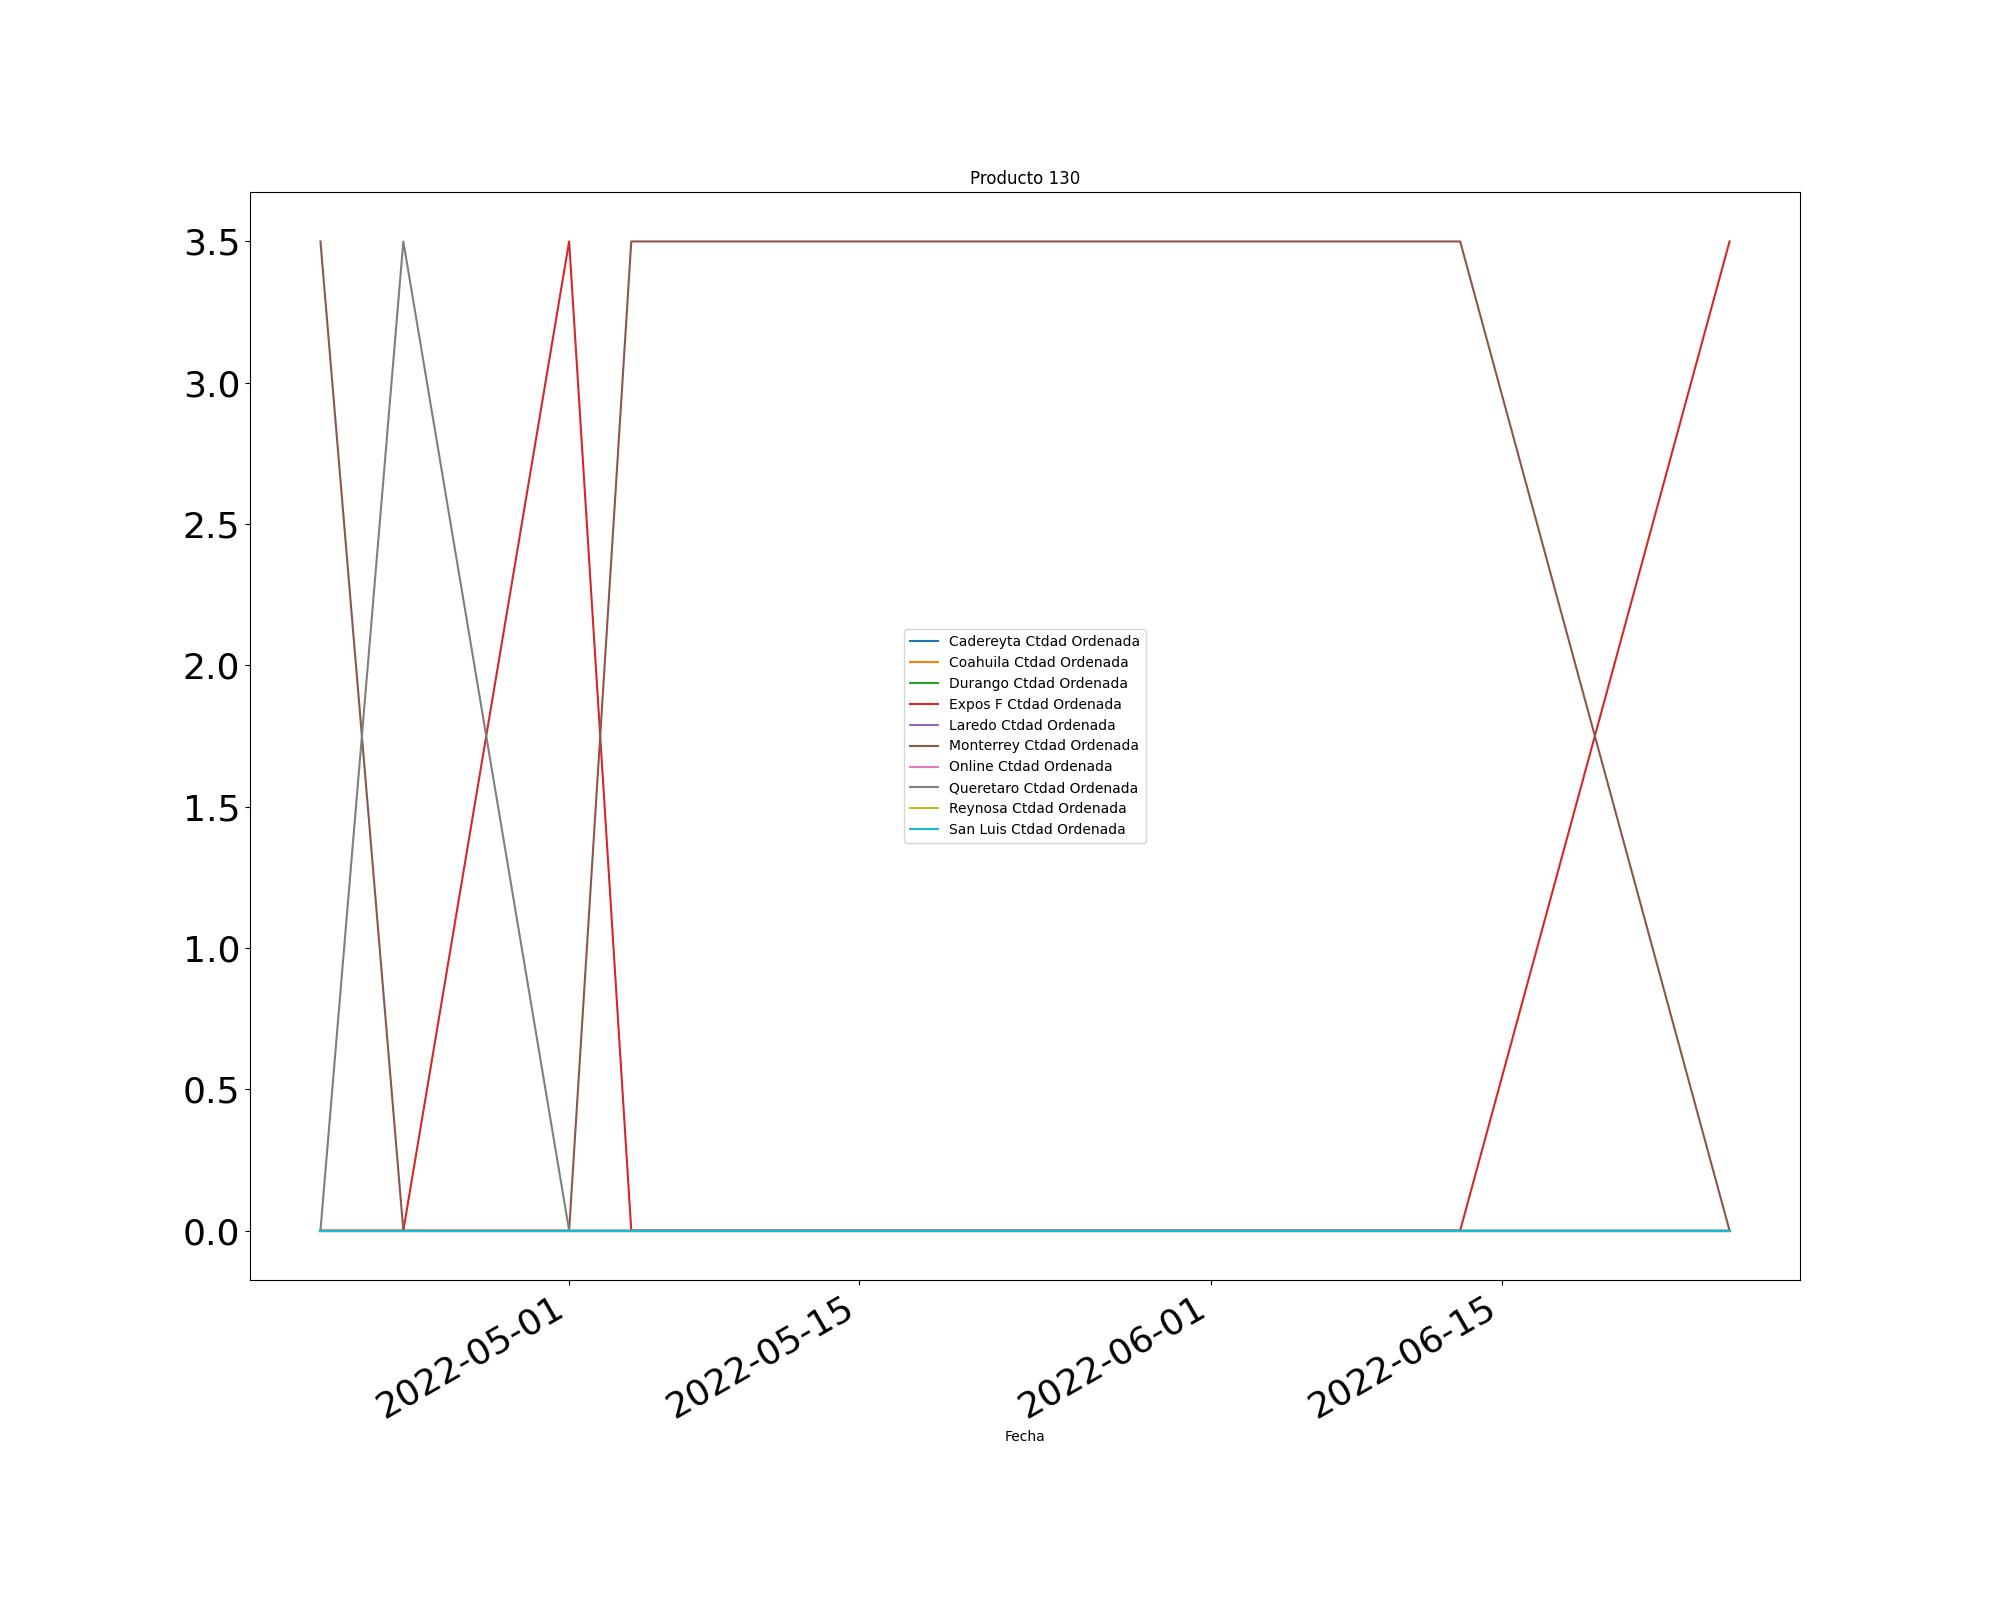 Producto 130
3.5
3.0
2.5
2.0
1.5
1.0
0.5
0.0
Cadereyta Ctdad Ordenada
Coahuila Ctdad Ordenada
Durango Ctdad Ordenada
Expos F Ctdad Ordenada
Laredo Ctdad Ordenada
Monterrey Ctdad Ordenada
Online Ctdad Ordenada
Queretaro Ctdad Ordenada
Reynosa Ctdad Ordenada
San Luis Ctdad Ordenada
2022-05-01
2022-05-15
2022-06-01
2022-06-15
Fecha